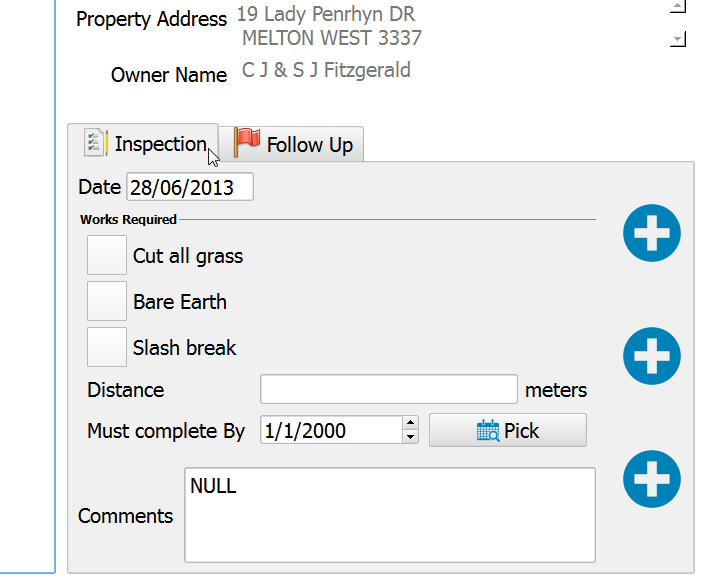 Property Address 19 Lady Penrhyn DR
MELTON WEST 3337
Owner Name C J & S J Fitzgerald
Inspection Follow Up
Date 28/06/2013
Works Required
Cut all grass
Bare Earth
Slash break
Distance meters
Must complete By 1/1/2000 Pick
Comments NULL